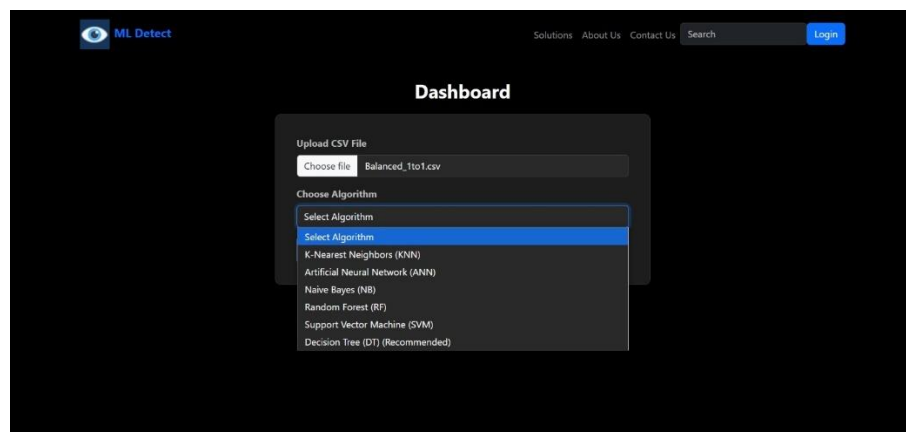 ML Detect
Solutions About Us Contact Us Search Login
Dashboard
Upload CSV File
Choose file Balanced_1to1.csv
Choose Algorithm
Select Algorithm
Select Algorithm
K-Nearest Neighbors (KNN)
Artificial Neural Network (ANN)
Naive Bayes (NB)
Random Forest (RF)
Support Vector Machine (SVM)
Decision Tree (DT) (Recommended)